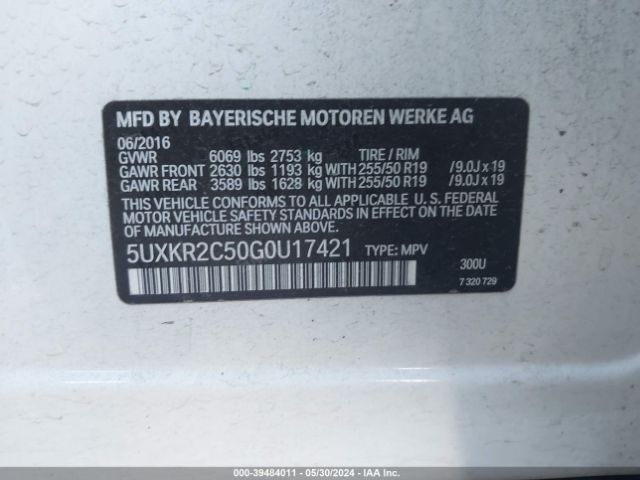 MFD BY BAYERISCHE MOTOREN WERKE AG
06/2016
GVWR 6069 lbs 2753 kg TIRE / RIM
GAWR FRONT 2630 lbs 1193 kg WITH 255/50 R19 /9.0J x 19
GAWR REAR 3589 lbs 1628 kg WITH 255/50 R19 /9.0J x 19
THIS VEHICLE CONFORMS TO ALL APPLICABLE U. S. FEDERAL
MOTOR VEHICLE SAFETY STANDARDS IN EFFECT ON THE DATE
OF MANUFACTURE SHOWN ABOVE.
5UXKR2C50G0U17421 TYPE: MPV
300U
7 320 729
000-39484011 - 05/30/2024 - IAA Inc.